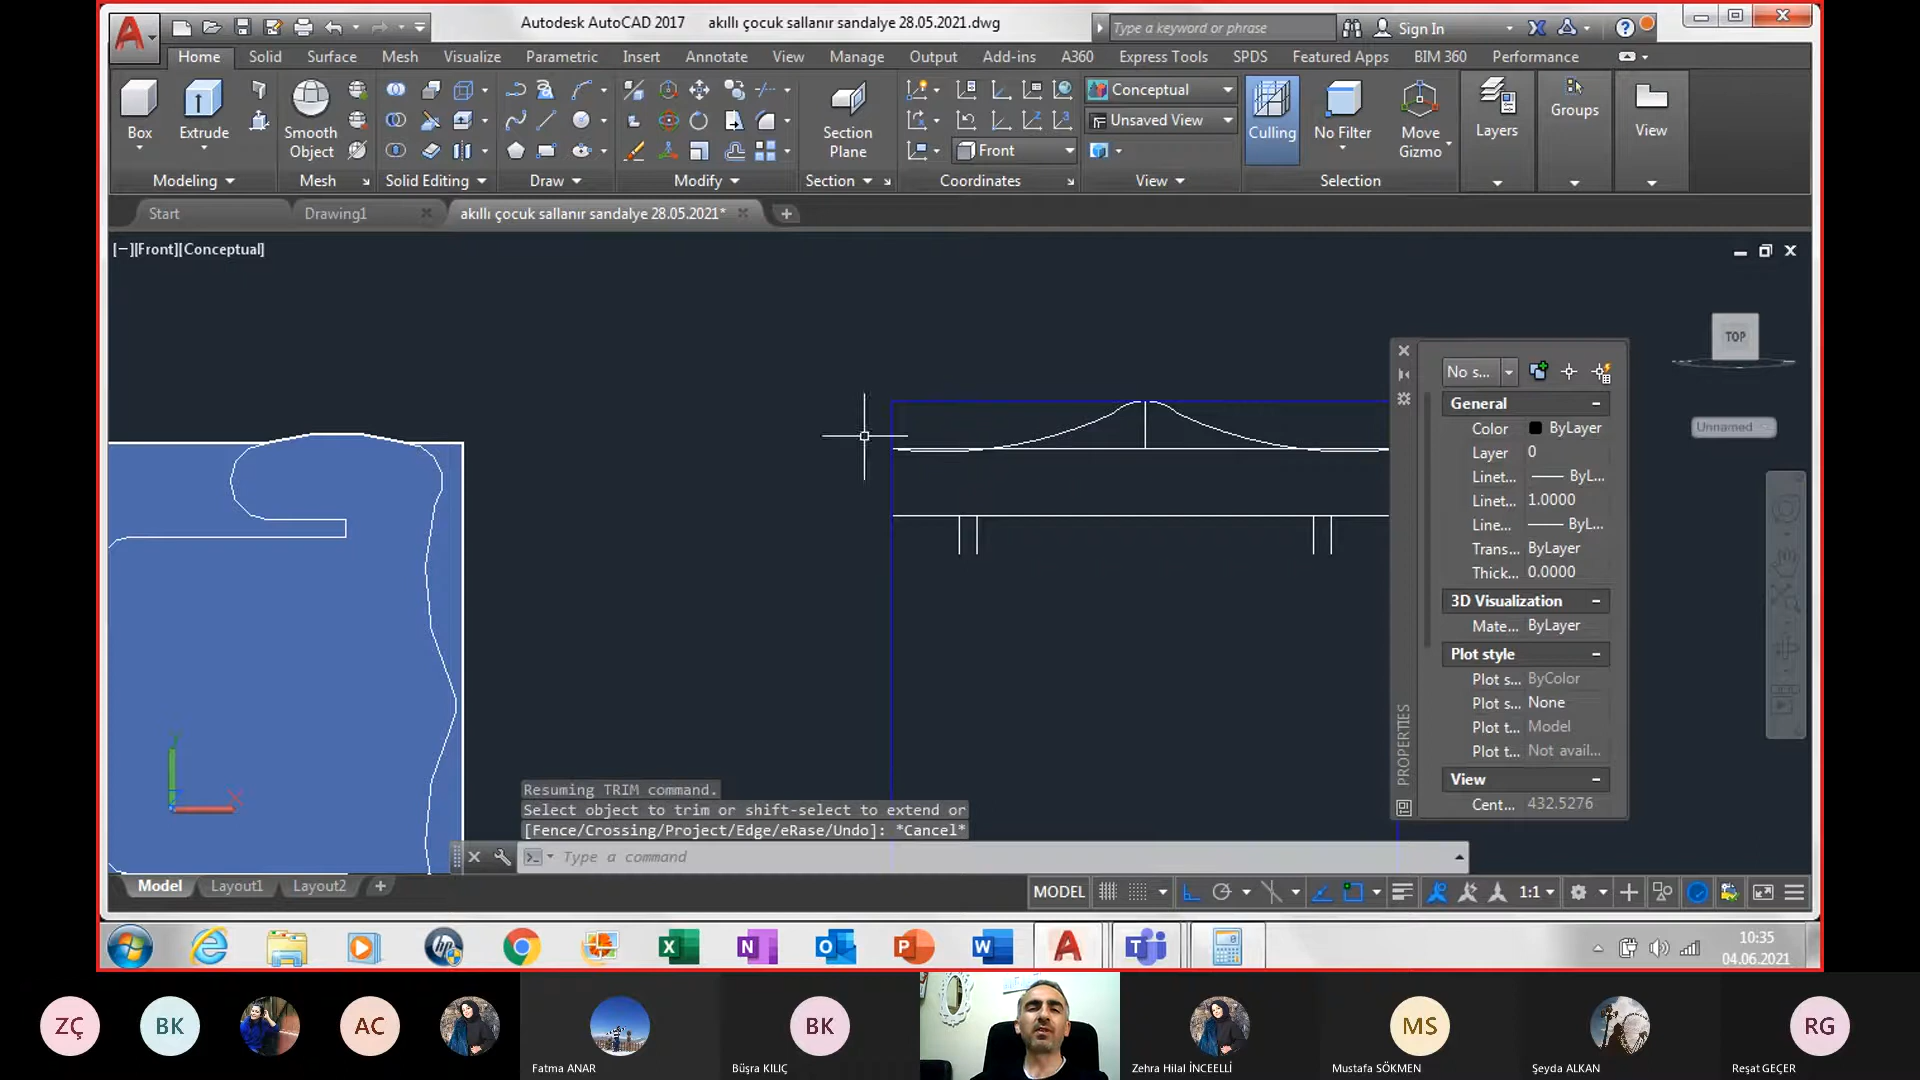 Autodesk AutoCAD 2017 akıllı çocuk sallanır sandalye 28.05.2021.dwg
Type a keyword or phrase
Sign In
Home Solid Surface Mesh Visualize Parametric Insert Annotate View Manage Output Add-ins A360 Express Tools SPDS Featured Apps BIM 360 Performance
Box
Extrude
Smooth Object
Section Plane
Front
Conceptual
Unsaved View
Culling
No Filter
Move Gizmo
Layers
Groups
View
Modeling Mesh Solid Editing Draw Modify Section Coordinates View Selection
Start Drawing1 akıllı çocuk sallanır sandalye 28.05.2021*
[−][Front][Conceptual]
TOP
Unnamed
No s...
General
Color ByLayer
Layer 0
Linet... ByL...
Linet... 1.0000
Line... ByL...
Trans... ByLayer
Thick... 0.0000
3D Visualization
Mate... ByLayer
Plot style
Plot s... ByColor
Plot s... None
Plot t... Model
Plot t... Not avail...
View
Cent... 432.5276
PROPERTIES
Y
X
Resuming TRIM command.
Select object to trim or shift-select to extend or
[Fence/Crossing/Project/Edge/eRase/Undo]: *Cancel*
Type a command
Model Layout1 Layout2
MODEL
1:1
10:35
04.06.2021
ZÇ
BK
AC
BK
MS
RG
Fatma ANAR
Büşra KILIÇ
Zehra Hilal İNCEELLİ
Mustafa SÖKMEN
Şeyda ALKAN
Reşat GEÇER